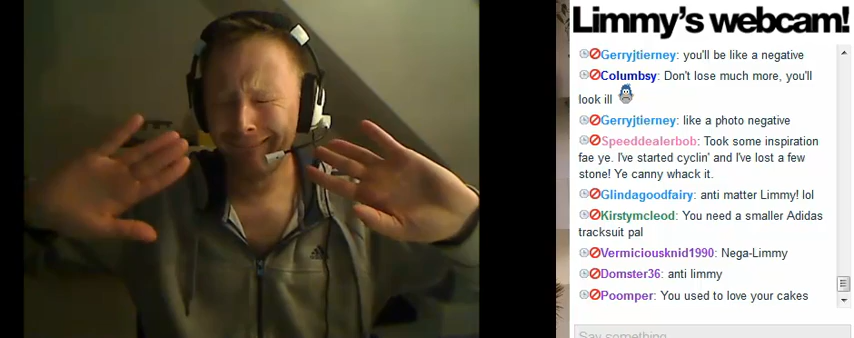 Limmy's webcam!
Gerryjtierney: you'll be like a negative
Columbsy: Don't lose much more, you'll
look ill
Gerryjtierney: like a photo negative
Speeddealerbob: Took some inspiration
fae ye. I've started cyclin' and I've lost a few
stone! Ye canny whack it.
Glindagoodfairy: anti matter Limmy! lol
Kirstymcleod: You need a smaller Adidas
tracksuit pal
Vermiciousknid1990: Nega-Limmy
Domster36: anti limmy
Poomper: You used to love your cakes
Say something